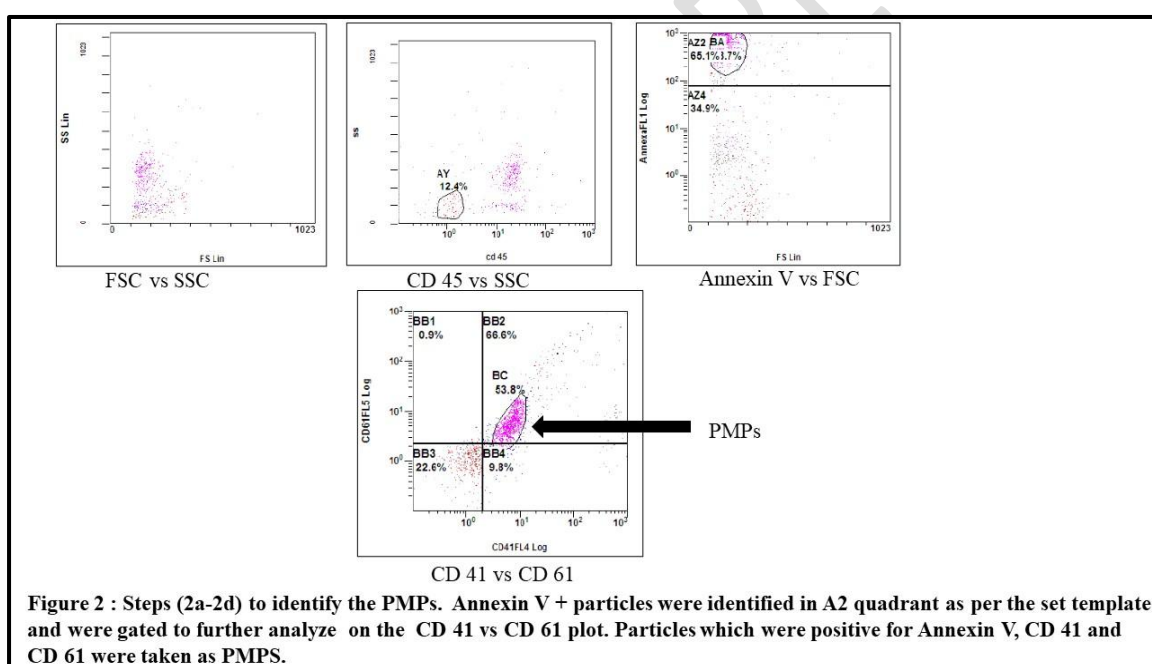 1023
SS Lin
0
0
1023
FS Lin
FSC vs SSC
1023
ss
0
AY
12.4%
10⁰
10¹
10²
10³
cd 45
CD 45 vs SSC
10³
10²
10¹
10⁰
AnnexaFL1 Log
AZ2 BA
65.1%
AZ4
34.9%
0
1023
FS Lin
Annexin V vs FSC
10³
10²
10¹
10⁰
CD61FL5 Log
BB1
0.9%
BB2
66.6%
BC
53.8%
BB3
22.6%
BB4
9.8%
10⁰
10¹
10²
10³
CD41FL4 Log
PMPs
CD 41 vs CD 61
Figure 2 : Steps (2a-2d) to identify the PMPs. Annexin V + particles were identified in A2 quadrant as per the set template
and were gated to further analyze on the CD 41 vs CD 61 plot. Particles which were positive for Annexin V, CD 41 and
CD 61 were taken as PMPS.